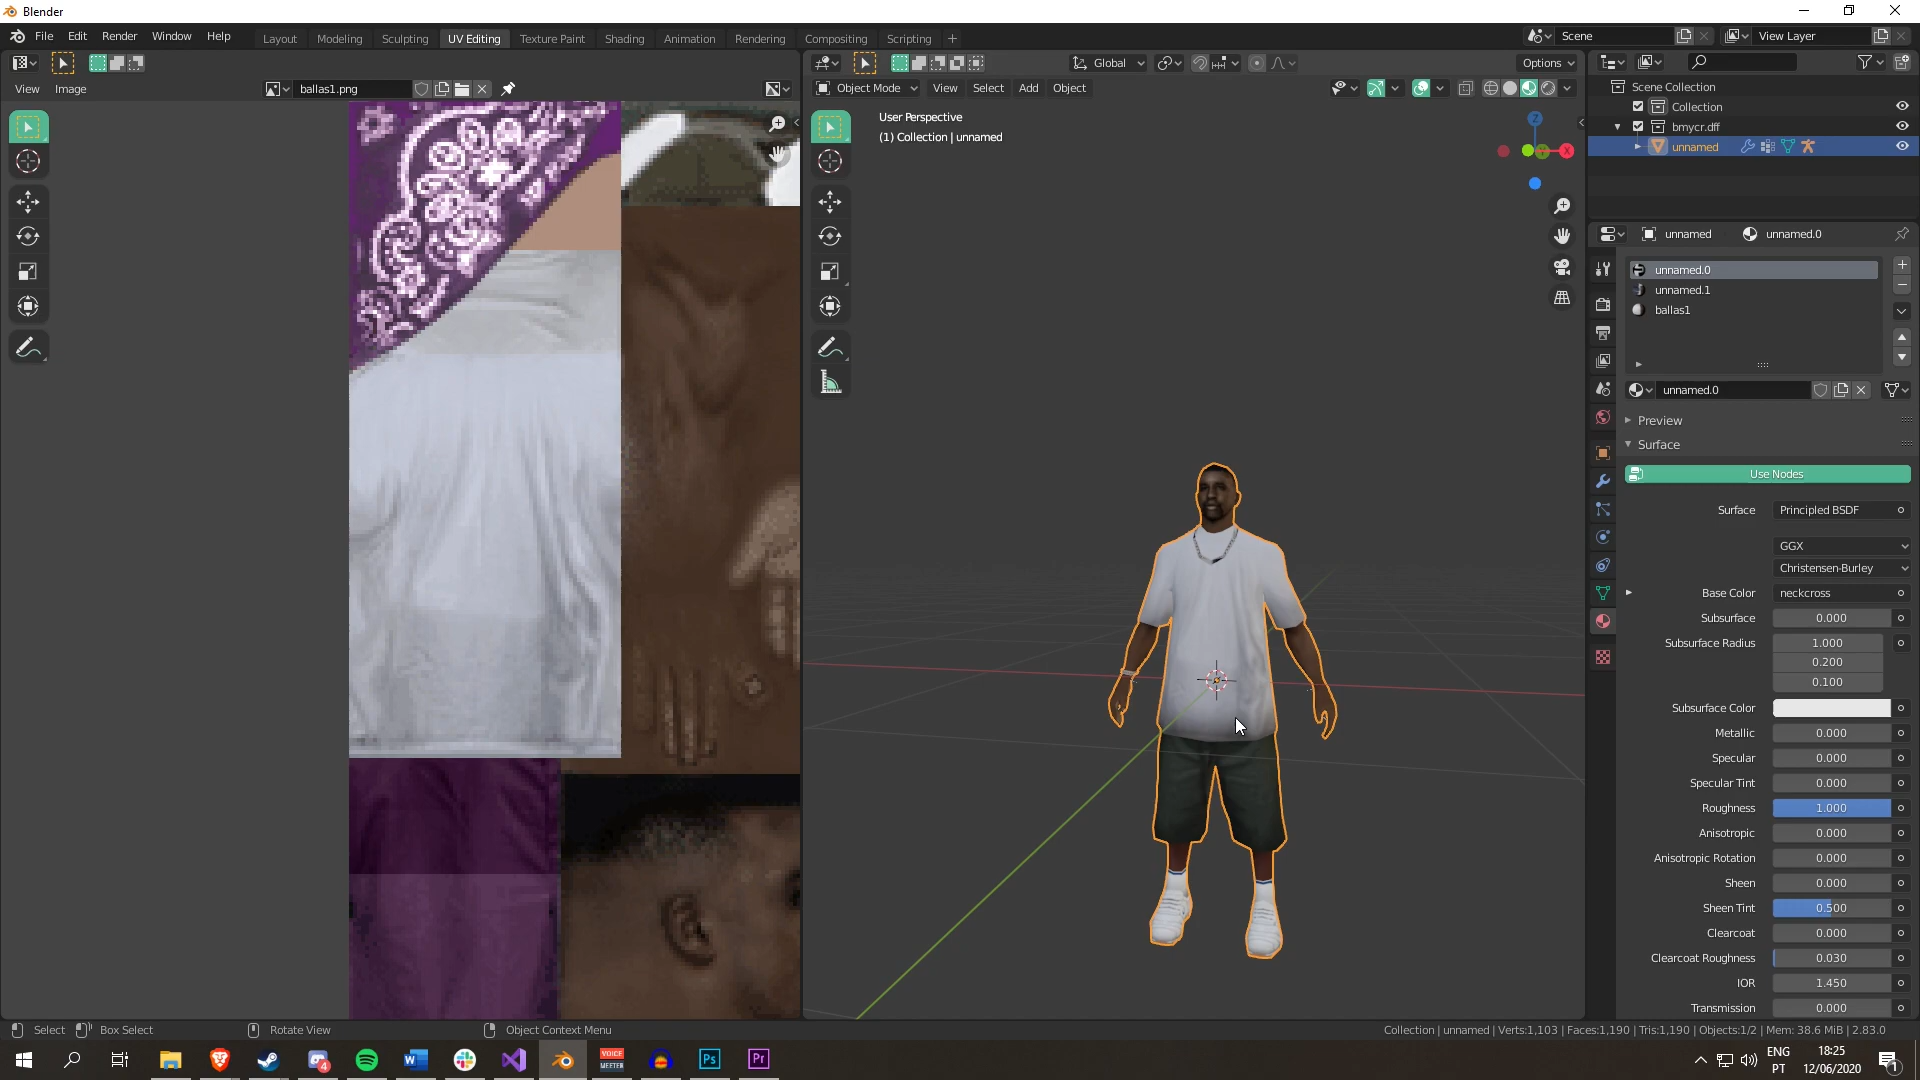 Blender
File Edit Render Window Help Layout Modeling Sculpting UV Editing Texture Paint Shading Animation Rendering Compositing Scripting + Scene View Layer
Global Options
View Image ballas1.png Object Mode View Select Add Object
User Perspective
(1) Collection | unnamed
Z
X
Scene Collection
Collection
bmycr.dff
unnamed
unnamed unnamed.0
unnamed.0
unnamed.1
ballas1
unnamed.0
Preview
Surface
Use Nodes
Surface Principled BSDF
GGX
Christensen-Burley
Base Color neckcross
Subsurface 0.000
Subsurface Radius 1.000
0.200
0.100
Subsurface Color
Metallic 0.000
Specular 0.000
Specular Tint 0.000
Roughness 1.000
Anisotropic 0.000
Anisotropic Rotation 0.000
Sheen 0.000
Sheen Tint 0.500
Clearcoat 0.000
Clearcoat Roughness 0.030
IOR 1.450
Transmission 0.000
Select Box Select Rotate View Object Context Menu Collection | unnamed | Verts:1,103 | Faces:1,190 | Tris:1,190 | Objects:1/2 | Mem: 38.6 MiB | 2.83.0
4 W VOICE MEETER Ps Pr
ENG 18:25
PT 12/06/2020 1